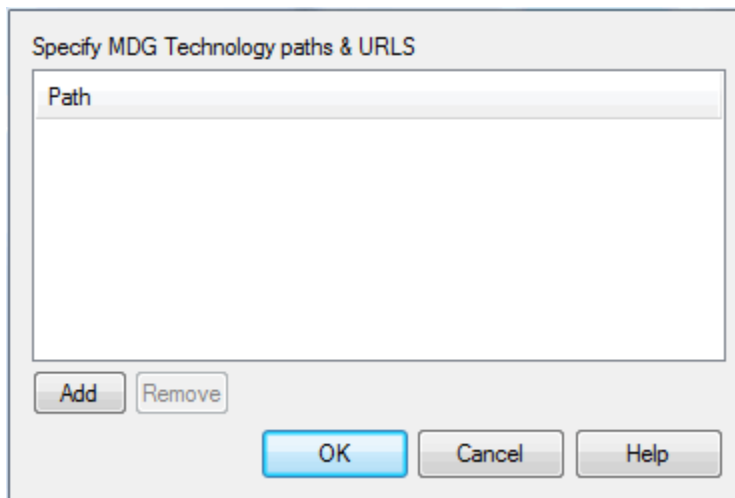 Specify MDG Technology paths & URLS
Path
Add Remove
OK Cancel Help